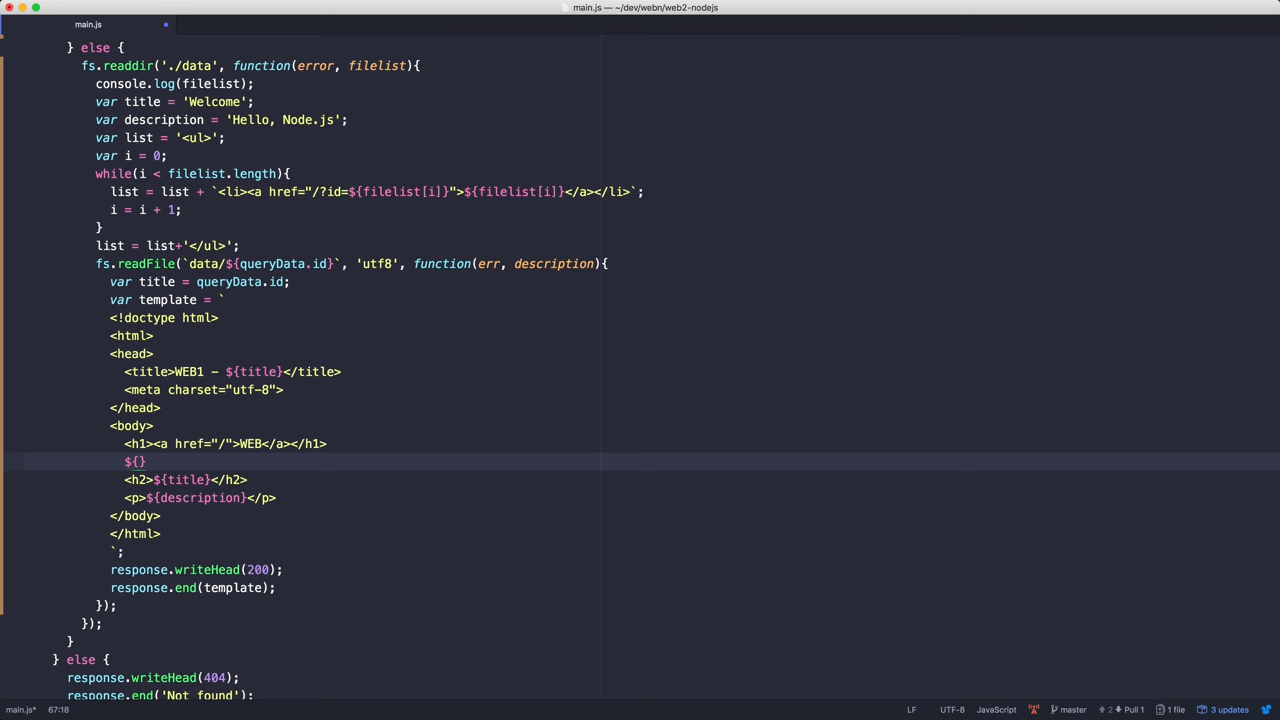 main.js — ~/dev/webn/web2-nodejs
main.js
} else {
fs.readdir('./data', function(error, filelist){
console.log(filelist);
var title = 'Welcome';
var description = 'Hello, Node.js';
var list = '<ul>';
var i = 0;
while(i < filelist.length){
list = list + `<li><a href="/?id=${filelist[i]}">${filelist[i]}</a></li>`;
i = i + 1;
}
list = list+'</ul>';
fs.readFile(`data/${queryData.id}`, 'utf8', function(err, description){
var title = queryData.id;
var template = `
<!doctype html>
<html>
<head>
<title>WEB1 - ${title}</title>
<meta charset="utf-8">
</head>
<body>
<h1><a href="/">WEB</a></h1>
${}
<h2>${title}</h2>
<p>${description}</p>
</body>
</html>
`;
response.writeHead(200);
response.end(template);
});
});
}
} else {
response.writeHead(404);
response.end('Not found');
main.js* 67:18 LF UTF-8 JavaScript master 2 Pull 1 1 file 3 updates